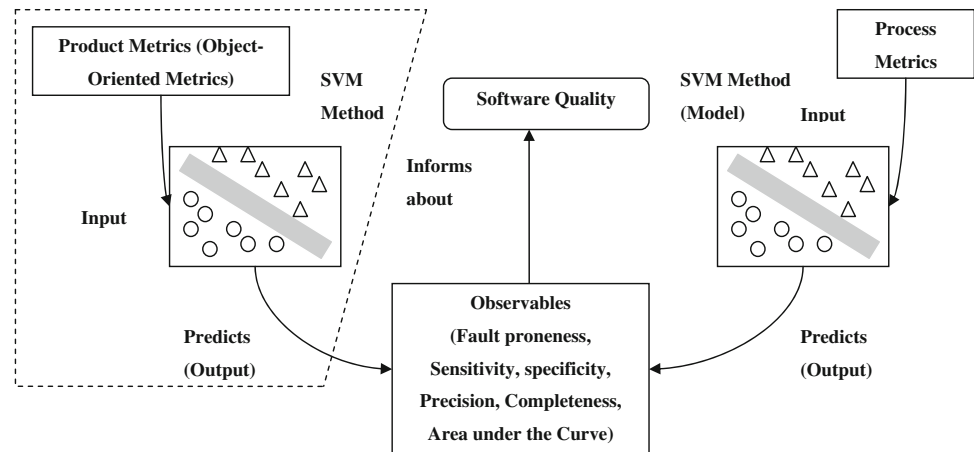 Product Metrics (Object-
Oriented Metrics)
SVM
Method
Input
Predicts
(Output)
Software Quality
Informs
about
Observables
(Fault proneness,
Sensitivity, specificity,
Precision, Completeness,
Area under the Curve)
Process
Metrics
SVM Method
(Model)
Input
Predicts
(Output)